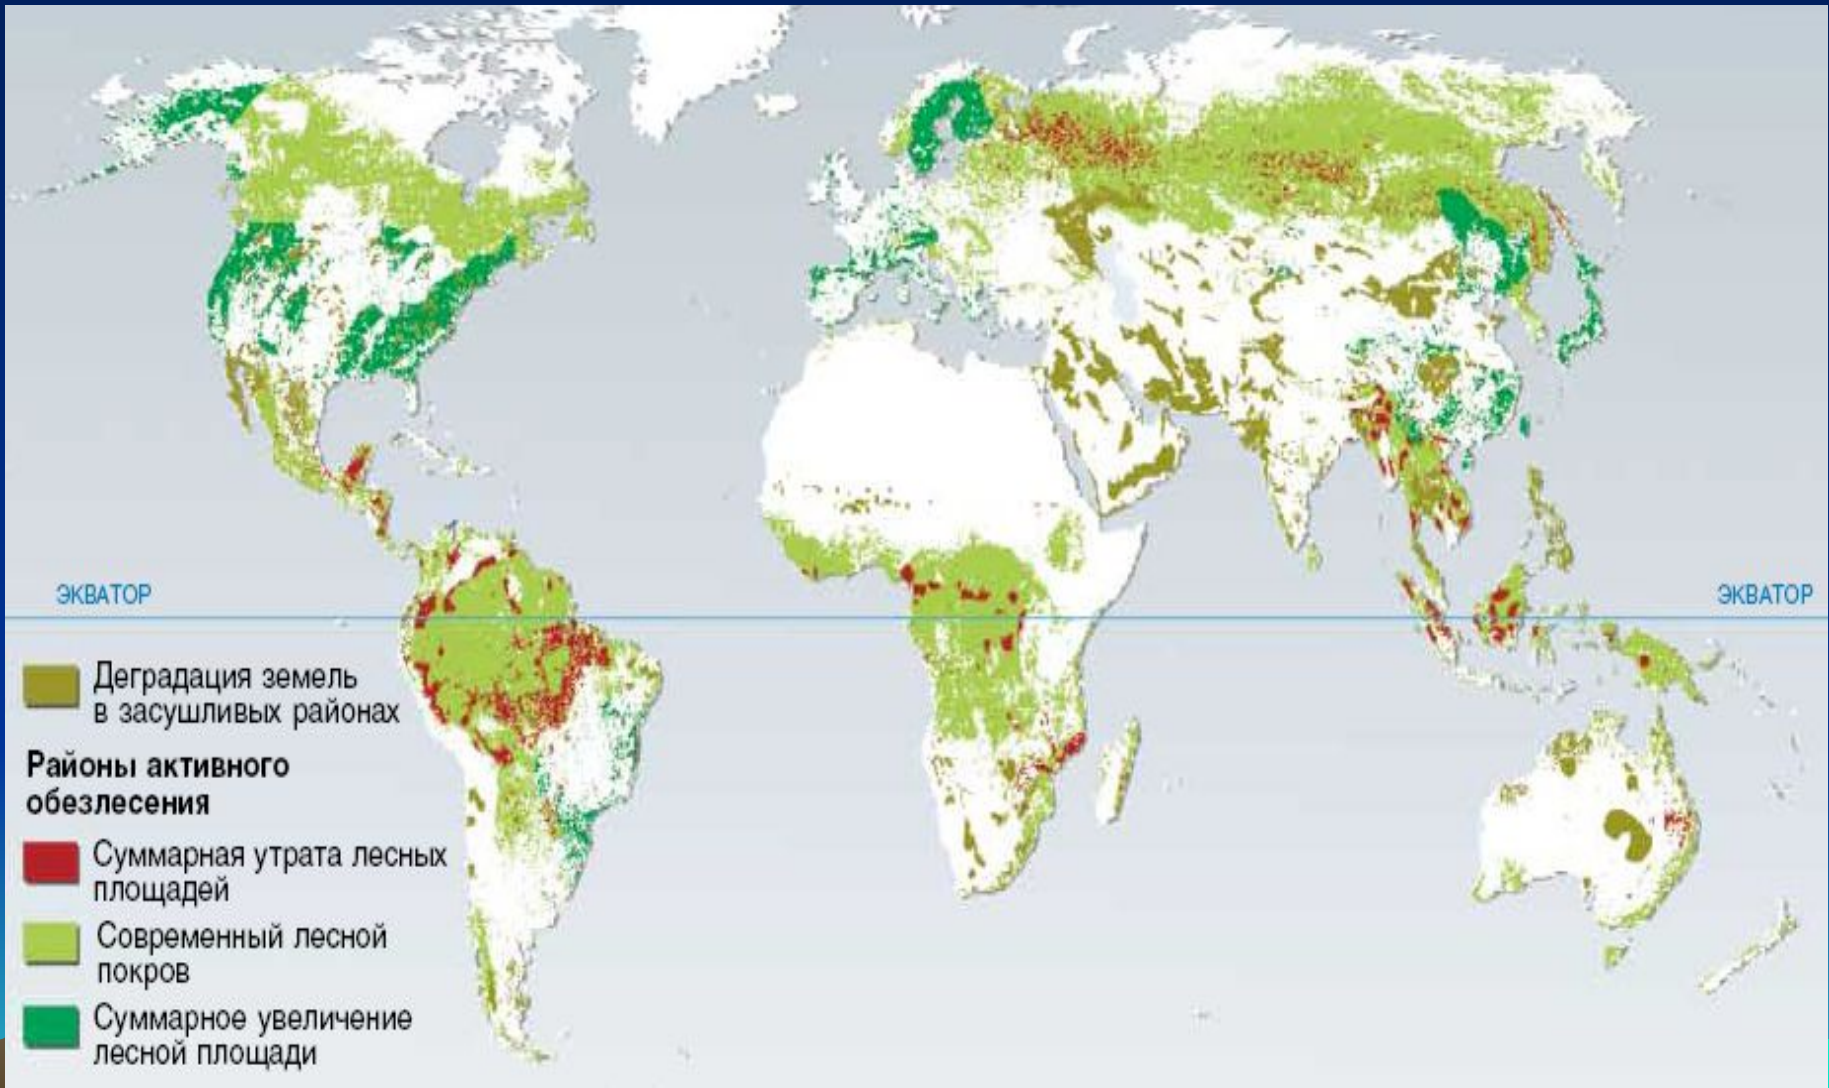 ЭКВАТОР
ЭКВАТОР
Деградация земель
в засушливых районах
Районы активного
обезлесения
Суммарная утрата лесных
площадей
Современный лесной
покров
Суммарное увеличение
лесной площади